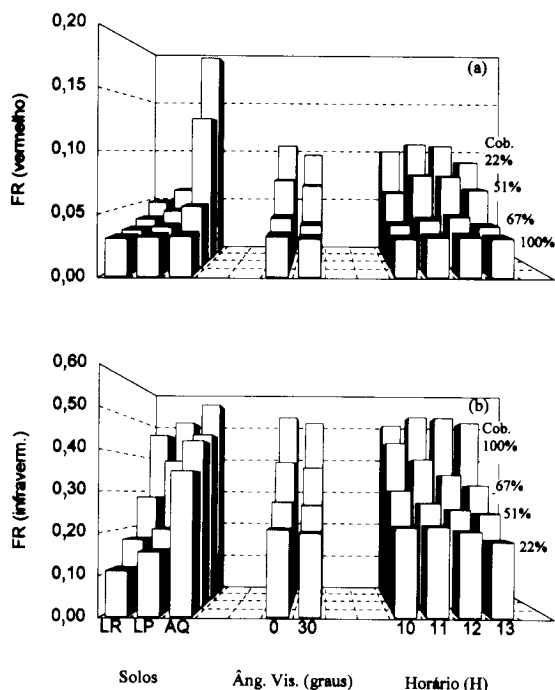 0,20
(a)
0,15
Cob.
22%
0,10
51%
67%
0,05
100%
0,00
FR (vermelho)
0,60
(b)
0,50
Cob.
100%
0,40
67%
0,30
51%
0,20
22%
0,10
0,00
FR (infraverm.)
LR LP AQ 0 30 10 11 12 13
Solos Âng. Vis. (graus) Horário (H)